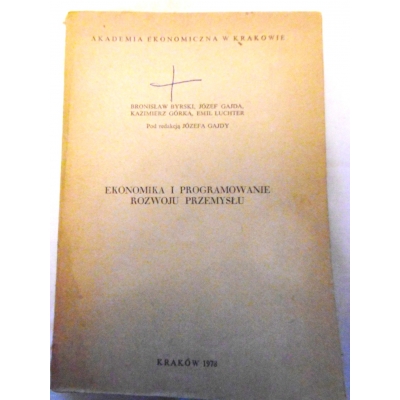 AKADEMIA EKONOMICZNA W KRAKOWIE
BRONISŁAW BYRSKI, JÓZEF GAJDA,
KAZIMIERZ GÓRKA, EMIL LUCHTER
Pod redakcją JÓZEFA GAJDY
EKONOMIKA I PROGRAMOWANIE
ROZWOJU PRZEMYSŁU
KRAKÓW 1976